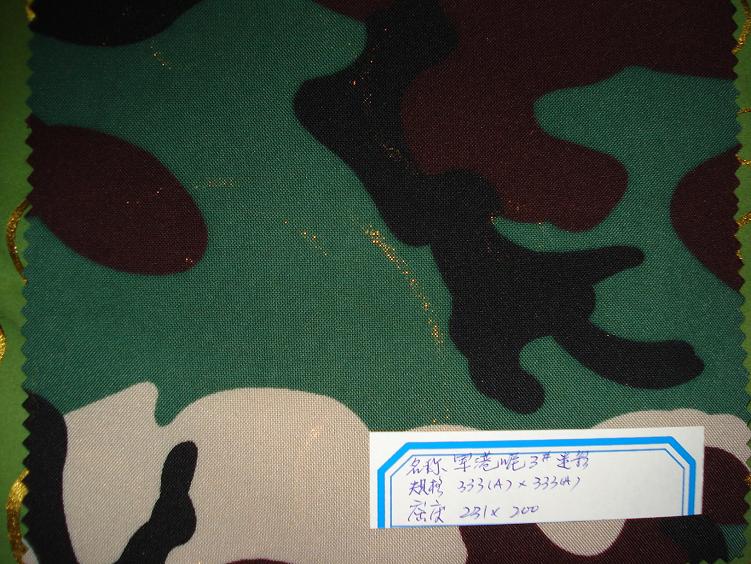 名称 军港呢 3# 迷彩
规格 333(A) × 333(A)
密度 231 × 200